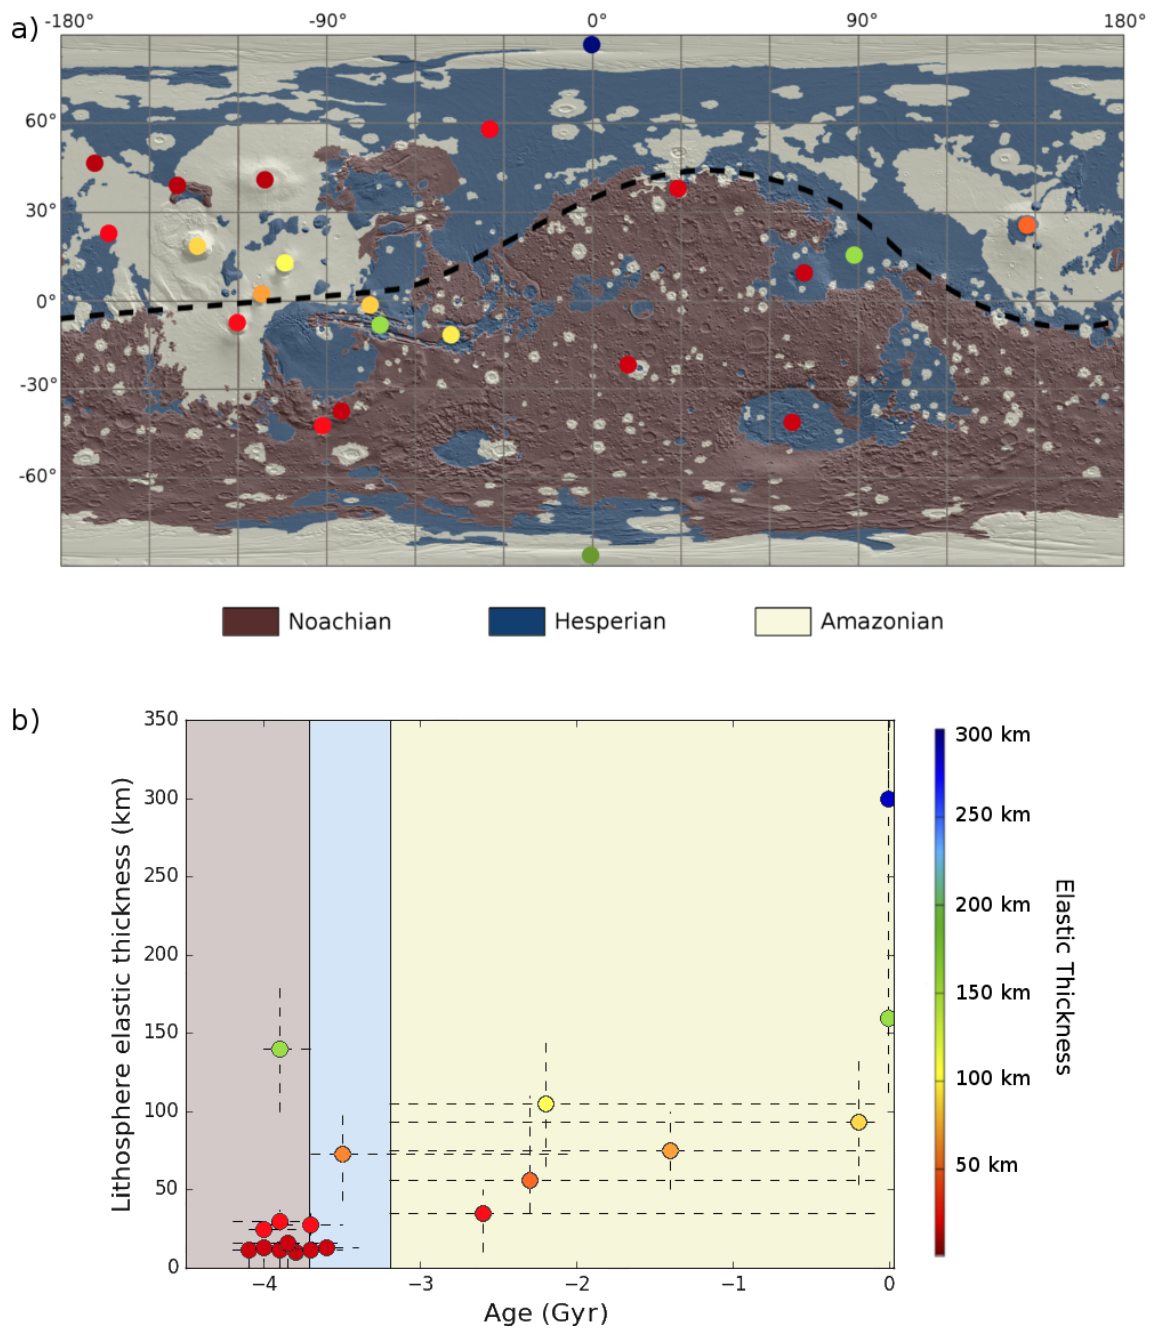 a)
-180° -90° 0° 90° 180°
60°
30°
0°
-30°
-60°
Noachian Hesperian Amazonian
b)
Lithosphere elastic thickness (km)
350
300
250
200
150
100
50
0
−4 −3 −2 −1 0
Age (Gyr)
300 km
250 km
200 km
150 km
100 km
50 km
Elastic Thickness